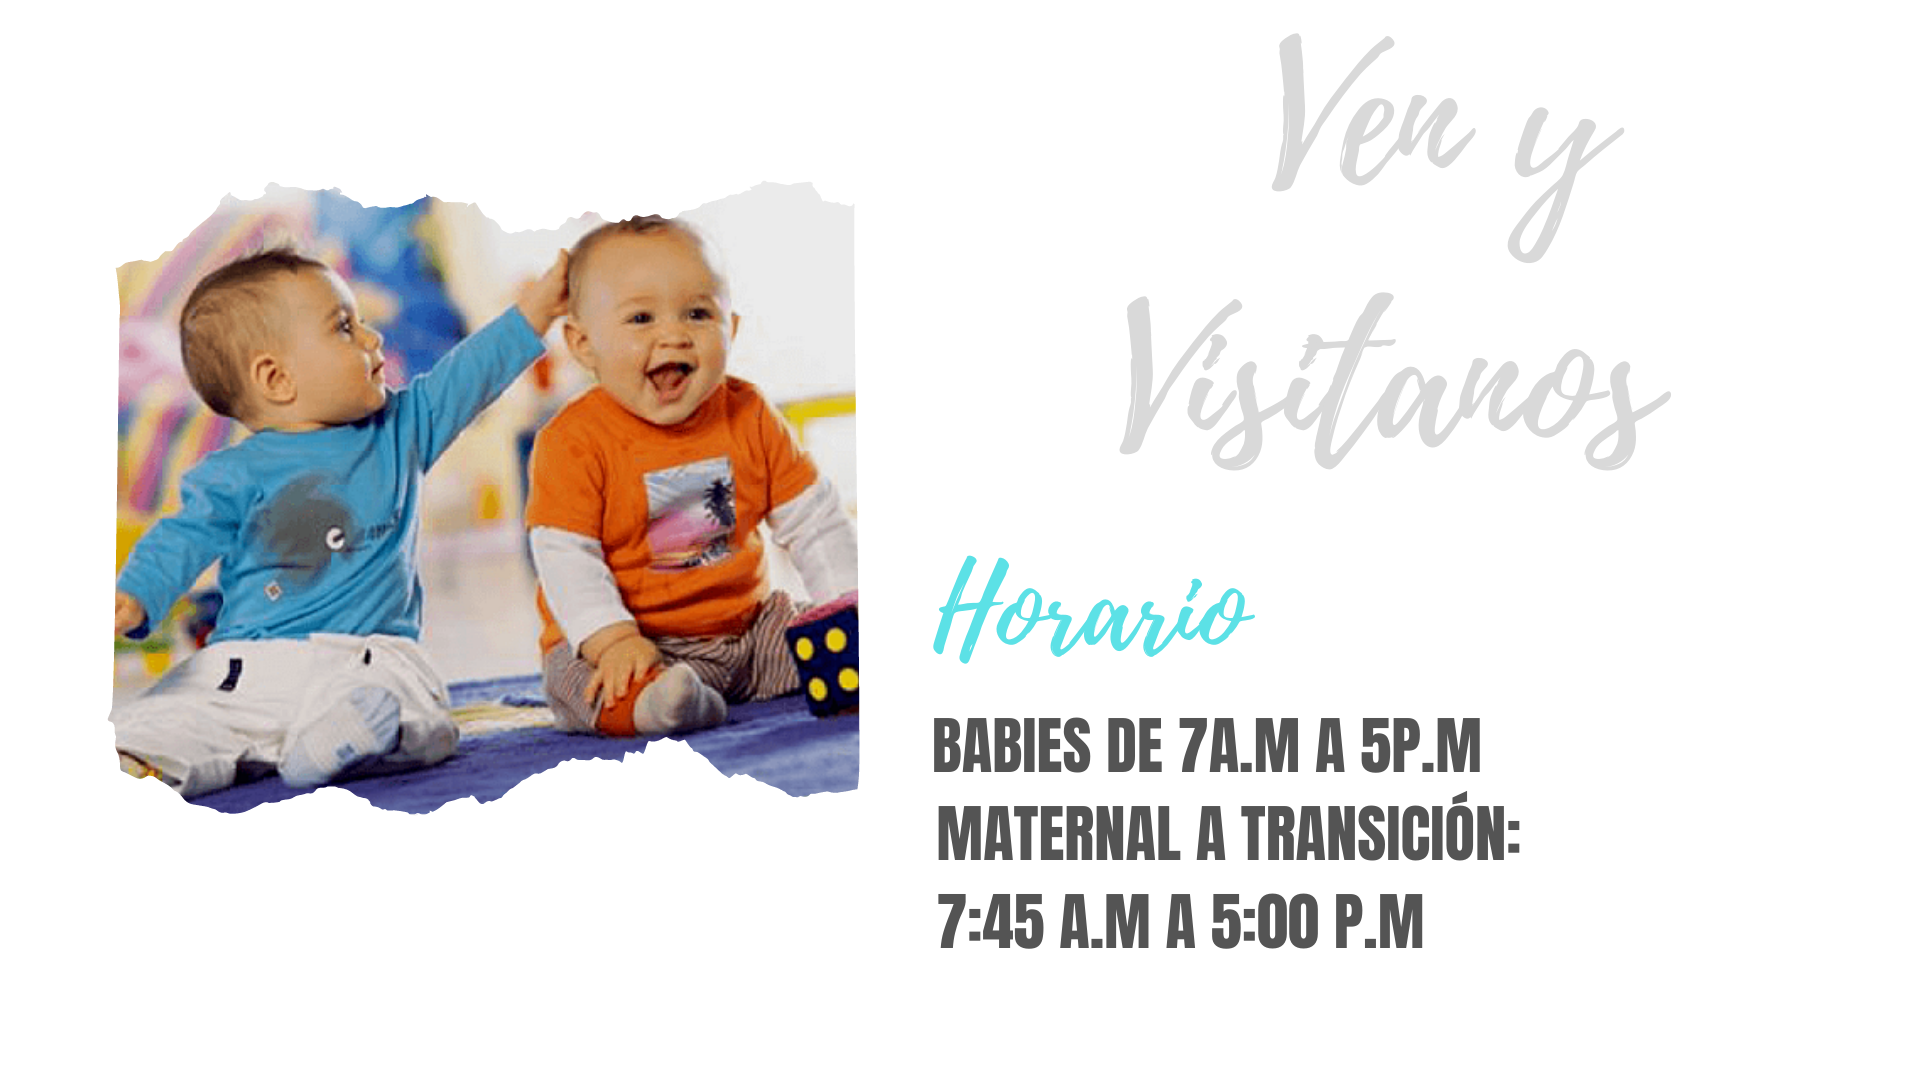 Ven y
Visitanos
Horario
BABIES DE 7A.M A 5P.M
MATERNAL A TRANSICIÓN:
7:45 A.M A 5:00 P.M